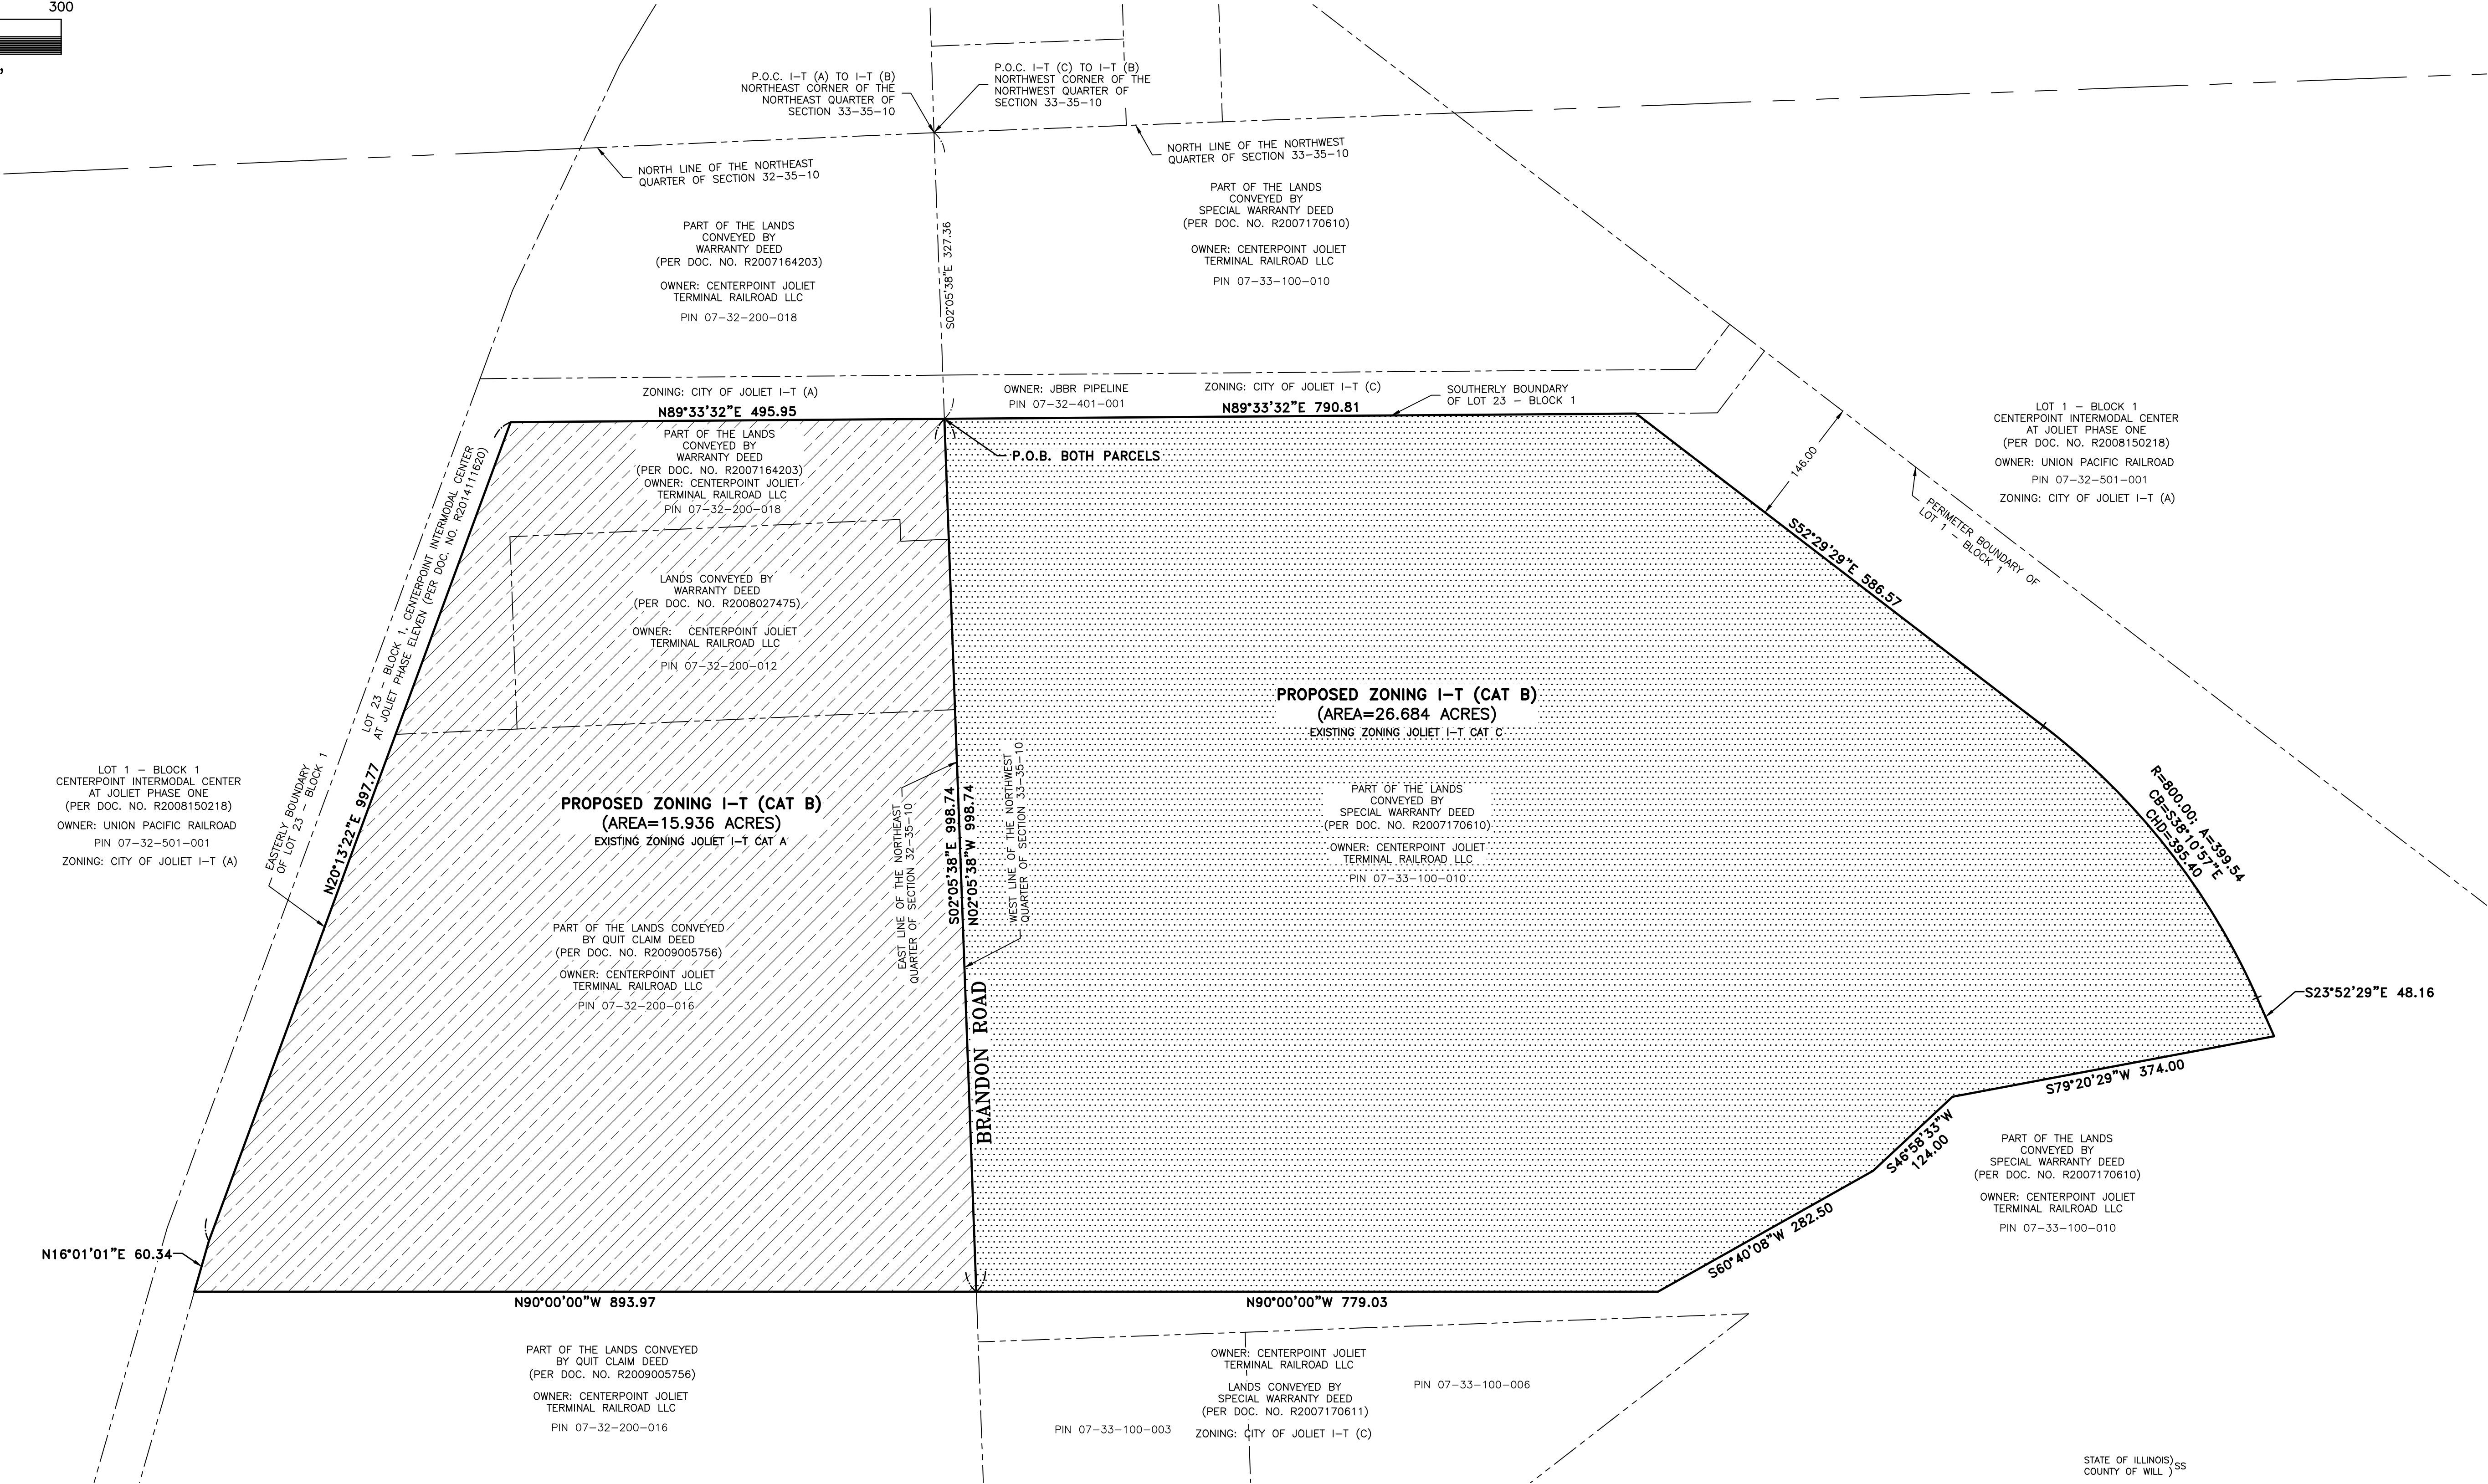 300
’
P.O.C. I–T (A) TO I–T (B)
NORTHEAST CORNER OF THE
NORTHEAST QUARTER OF
SECTION 33–35–10
P.O.C. I–T (C) TO I–T (B)
NORTHWEST CORNER OF THE
NORTHWEST QUARTER OF
SECTION 33–35–10
NORTH LINE OF THE NORTHEAST
QUARTER OF SECTION 32–35–10
NORTH LINE OF THE NORTHWEST
QUARTER OF SECTION 33–35–10
PART OF THE LANDS
CONVEYED BY
WARRANTY DEED
(PER DOC. NO. R2007164203)
OWNER: CENTERPOINT JOLIET
TERMINAL RAILROAD LLC
PIN 07–32–200–018
S02°05'38"E 327.36
PART OF THE LANDS
CONVEYED BY
SPECIAL WARRANTY DEED
(PER DOC. NO. R2007170610)
OWNER: CENTERPOINT JOLIET
TERMINAL RAILROAD LLC
PIN 07–33–100–010
ZONING: CITY OF JOLIET I–T (A)
N89°33'32"E 495.95
OWNER: JBBR PIPELINE
PIN 07–32–401–001
ZONING: CITY OF JOLIET I–T (C)
N89°33'32"E 790.81
SOUTHERLY BOUNDARY
OF LOT 23 – BLOCK 1
146.00
LOT 1 – BLOCK 1
CENTERPOINT INTERMODAL CENTER
AT JOLIET PHASE ONE
(PER DOC. NO. R2008150218)
OWNER: UNION PACIFIC RAILROAD
PIN 07–32–501–001
ZONING: CITY OF JOLIET I–T (A)
PERIMETER BOUNDARY OF
LOT 1 – BLOCK 1
PART OF THE LANDS
CONVEYED BY
WARRANTY DEED
(PER DOC. NO. R2007164203)
OWNER: CENTERPOINT JOLIET
TERMINAL RAILROAD LLC
PIN 07–32–200–018
P.O.B. BOTH PARCELS
S52°29'29"E 586.57
LOT 23 – BLOCK 1, CENTERPOINT INTERMODAL CENTER
AT JOLIET PHASE ELEVEN (PER DOC. NO. R2014111620)
LANDS CONVEYED BY
WARRANTY DEED
(PER DOC. NO. R2008027475)
OWNER: CENTERPOINT JOLIET
TERMINAL RAILROAD LLC
PIN 07–32–200–012
PROPOSED ZONING I–T (CAT B)
(AREA=26.684 ACRES)
EXISTING ZONING JOLIET I–T CAT C
PART OF THE LANDS
CONVEYED BY
SPECIAL WARRANTY DEED
(PER DOC. NO. R2007170610)
OWNER: CENTERPOINT JOLIET
TERMINAL RAILROAD LLC
PIN 07–33–100–010
LOT 1 – BLOCK 1
CENTERPOINT INTERMODAL CENTER
AT JOLIET PHASE ONE
(PER DOC. NO. R2008150218)
OWNER: UNION PACIFIC RAILROAD
PIN 07–32–501–001
ZONING: CITY OF JOLIET I–T (A)
EASTERLY BOUNDARY
OF LOT 23 – BLOCK 1
N20°13'22"E 997.77
PROPOSED ZONING I–T (CAT B)
(AREA=15.936 ACRES)
EXISTING ZONING JOLIET I–T CAT A
EAST LINE OF THE NORTHEAST
QUARTER OF SECTION 32–35–10
S02°05'38"E 998.74
N02°05'38"W 998.74
WEST LINE OF THE NORTHWEST
QUARTER OF SECTION 33–35–10
R=800.00; A=399.54
CB=S38°10'57"E
CHD=395.40
PART OF THE LANDS CONVEYED
BY QUIT CLAIM DEED
(PER DOC. NO. R2009005756)
OWNER: CENTERPOINT JOLIET
TERMINAL RAILROAD LLC
PIN 07–32–200–016
BRANDON ROAD
S23°52'29"E 48.16
S79°20'29"W 374.00
S46°58'33"W
124.00
S60°40'08"W 282.50
PART OF THE LANDS
CONVEYED BY
SPECIAL WARRANTY DEED
(PER DOC. NO. R2007170610)
OWNER: CENTERPOINT JOLIET
TERMINAL RAILROAD LLC
PIN 07–33–100–010
N16°01'01"E 60.34
N90°00'00"W 893.97
N90°00'00"W 779.03
PART OF THE LANDS CONVEYED
BY QUIT CLAIM DEED
(PER DOC. NO. R2009005756)
OWNER: CENTERPOINT JOLIET
TERMINAL RAILROAD LLC
PIN 07–32–200–016
OWNER: CENTERPOINT JOLIET
TERMINAL RAILROAD LLC
LANDS CONVEYED BY
SPECIAL WARRANTY DEED
(PER DOC. NO. R2007170611)
ZONING: CITY OF JOLIET I–T (C)
PIN 07–33–100–003
PIN 07–33–100–006
STATE OF ILLINOIS)
COUNTY OF WILL ) SS